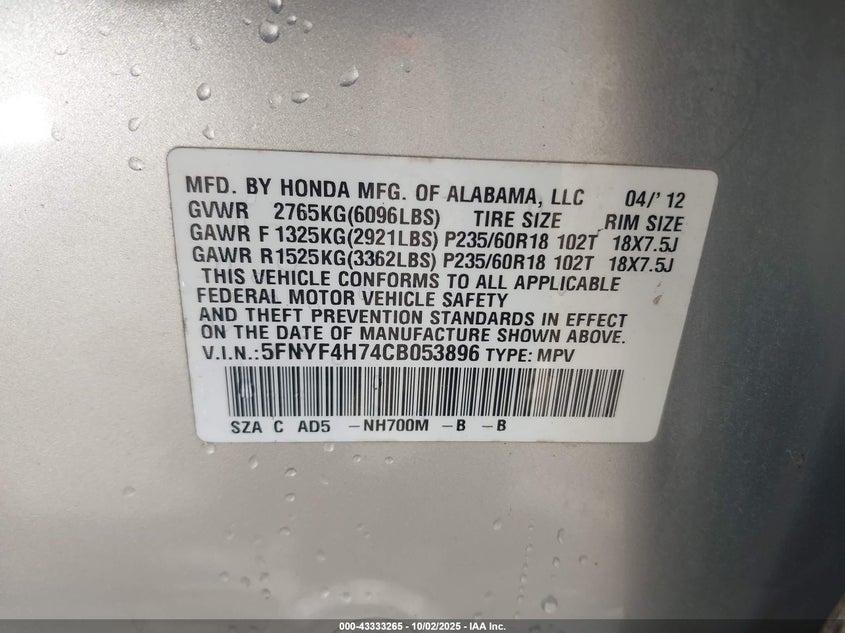 MFD. BY HONDA MFG. OF ALABAMA, LLC 04/' 12
GVWR 2765KG(6096LBS) TIRE SIZE RIM SIZE
GAWR F 1325KG(2921LBS) P235/60R18 102T 18X7.5J
GAWR R1525KG(3362LBS) P235/60R18 102T 18X7.5J
THIS VEHICLE CONFORMS TO ALL APPLICABLE
FEDERAL MOTOR VEHICLE SAFETY
AND THEFT PREVENTION STANDARDS IN EFFECT
ON THE DATE OF MANUFACTURE SHOWN ABOVE.
V.I.N.: 5FNYF4H74CB053896 TYPE: MPV
SZA C AD5 -NH700M -B -B
000-43333265 - 10/02/2025 - IAA Inc.